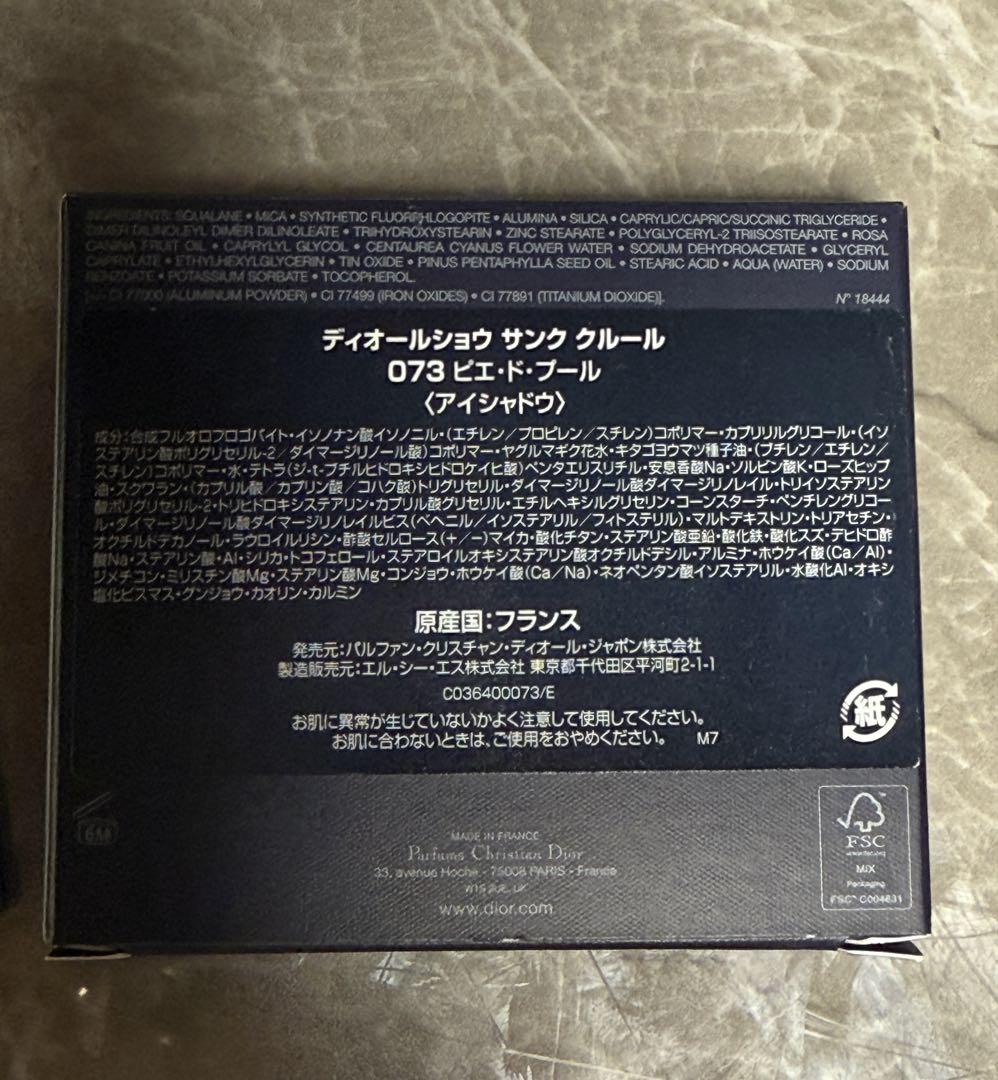 INGREDIENTS: SQUALANE • MICA • SYNTHETIC FLUORPHLOGOPITE • ALUMINA • SILICA • CAPRYLIC/CAPRIC/SUCCINIC TRIGLYCERIDE •
DIMER DILINOLEYL DIMER DILINOLEATE • TRIHYDROXYSTEARIN • ZINC STEARATE • POLYGLYCERYL-2 TRIISOSTEARATE • ROSA
CANINA FRUIT OIL • CAPRYLYL GLYCOL • CENTAUREA CYANUS FLOWER WATER • SODIUM DEHYDROACETATE • GLYCERYL
CAPRYLATE • ETHYLHEXYLGLYCERIN • TIN OXIDE • PINUS PENTAPHYLLA SEED OIL • STEARIC ACID • AQUA (WATER) • SODIUM
BENZOATE • POTASSIUM SORBATE • TOCOPHEROL.
CI 77000 (ALUMINUM POWDER) • CI 77499 (IRON OXIDES) • CI 77891 (TITANIUM DIOXIDE)]. N° 18444
ディオールショウ サンク クルール
073 ピエ・ド・プール
〈アイシャドウ〉
成分:合成フルオロフロゴパイト・イソノナン酸イソノニル・(エチレン/プロピレン/スチレン)コポリマー・カプリリルグリコール・(イソ
ステアリン酸ポリグリセリル-2/ダイマージリノール酸)コポリマー・ヤグルマギク花水・キタゴヨウマツ種子油・(ブチレン/エチレン/
スチレン)コポリマー・水・テトラ(ジ-t-ブチルヒドロキシヒドロケイヒ酸)ペンタエリスリチル・安息香酸Na・ソルビン酸K・ローズヒップ
油・スクワラン・(カプリル酸/カプリン酸/コハク酸)トリグリセリル・ダイマージリノール酸ダイマージリノレイル・トリイソステアリン
酸ポリグリセリル-2・トリヒドロキシステアリン・カプリル酸グリセリル・エチルヘキシルグリセリン・コーンスターチ・ペンチレングリコー
ル・ダイマージリノール酸ダイマージリノレイルビス(ベヘニル/イソステアリル/フィトステリル)・マルトデキストリン・トリアセチン・
オクチルドデカノール・ラウロイルリシン・酢酸セルロース(+/-)マイカ・酸化チタン・ステアリン酸亜鉛・酸化鉄・酸化スズ・デヒドロ酢
酸Na・ステアリン酸・Al・シリカ・トコフェロール・ステアロイルオキシステアリン酸オクチルドデシル・アルミナ・ホウケイ酸(Ca/Al)・
ジメチコン・ミリスチン酸Mg・ステアリン酸Mg・コンジョウ・ホウケイ酸(Ca/Na)・ネオペンタン酸イソステアリル・水酸化Al・オキシ
塩化ビスマス・グンジョウ・カオリン・カルミン
原産国:フランス
発売元:パルファン・クリスチャン・ディオール・ジャポン株式会社
製造販売元:エル・シー・エス株式会社 東京都千代田区平河町2-1-1
C036400073/E
お肌に異常が生じていないかよく注意して使用してください。
お肌に合わないときは、ご使用をおやめください。 M7
紙
6M
MADE IN FRANCE
Parfums Christian Dior
33, avenue Hoche - 75008 PARIS - France
W1S 2UE, UK
www.dior.com
FSC
www.fsc.org
MIX
Packaging
FSC® C004631